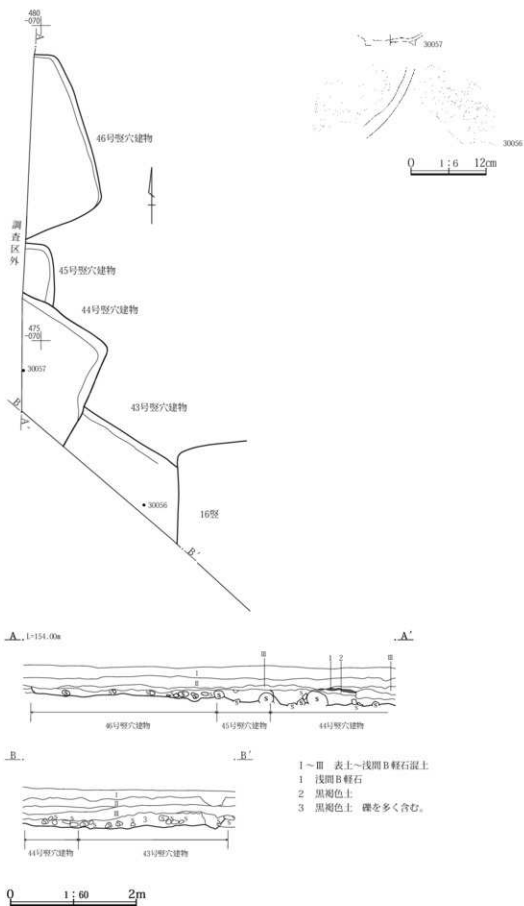 480
-070
A
46号竪穴建物
調査区外
45号竪穴建物
44号竪穴建物
475
-070
30057
B
A'
43号竪穴建物
30056
16竪
B'
30057
30056
0 1:6 12cm
A L=154.00m A'
Ⅲ 1 2 Ⅲ
Ⅰ
Ⅱ
S
46号竪穴建物 45号竪穴建物 44号竪穴建物
B B'
Ⅰ
Ⅱ
Ⅲ
3
S
44号竪穴建物 43号竪穴建物
Ⅰ～Ⅲ 表土～浅間B軽石混土
1 浅間B軽石
2 黒褐色土
3 黒褐色土 礫を多く含む。
0 1:60 2m